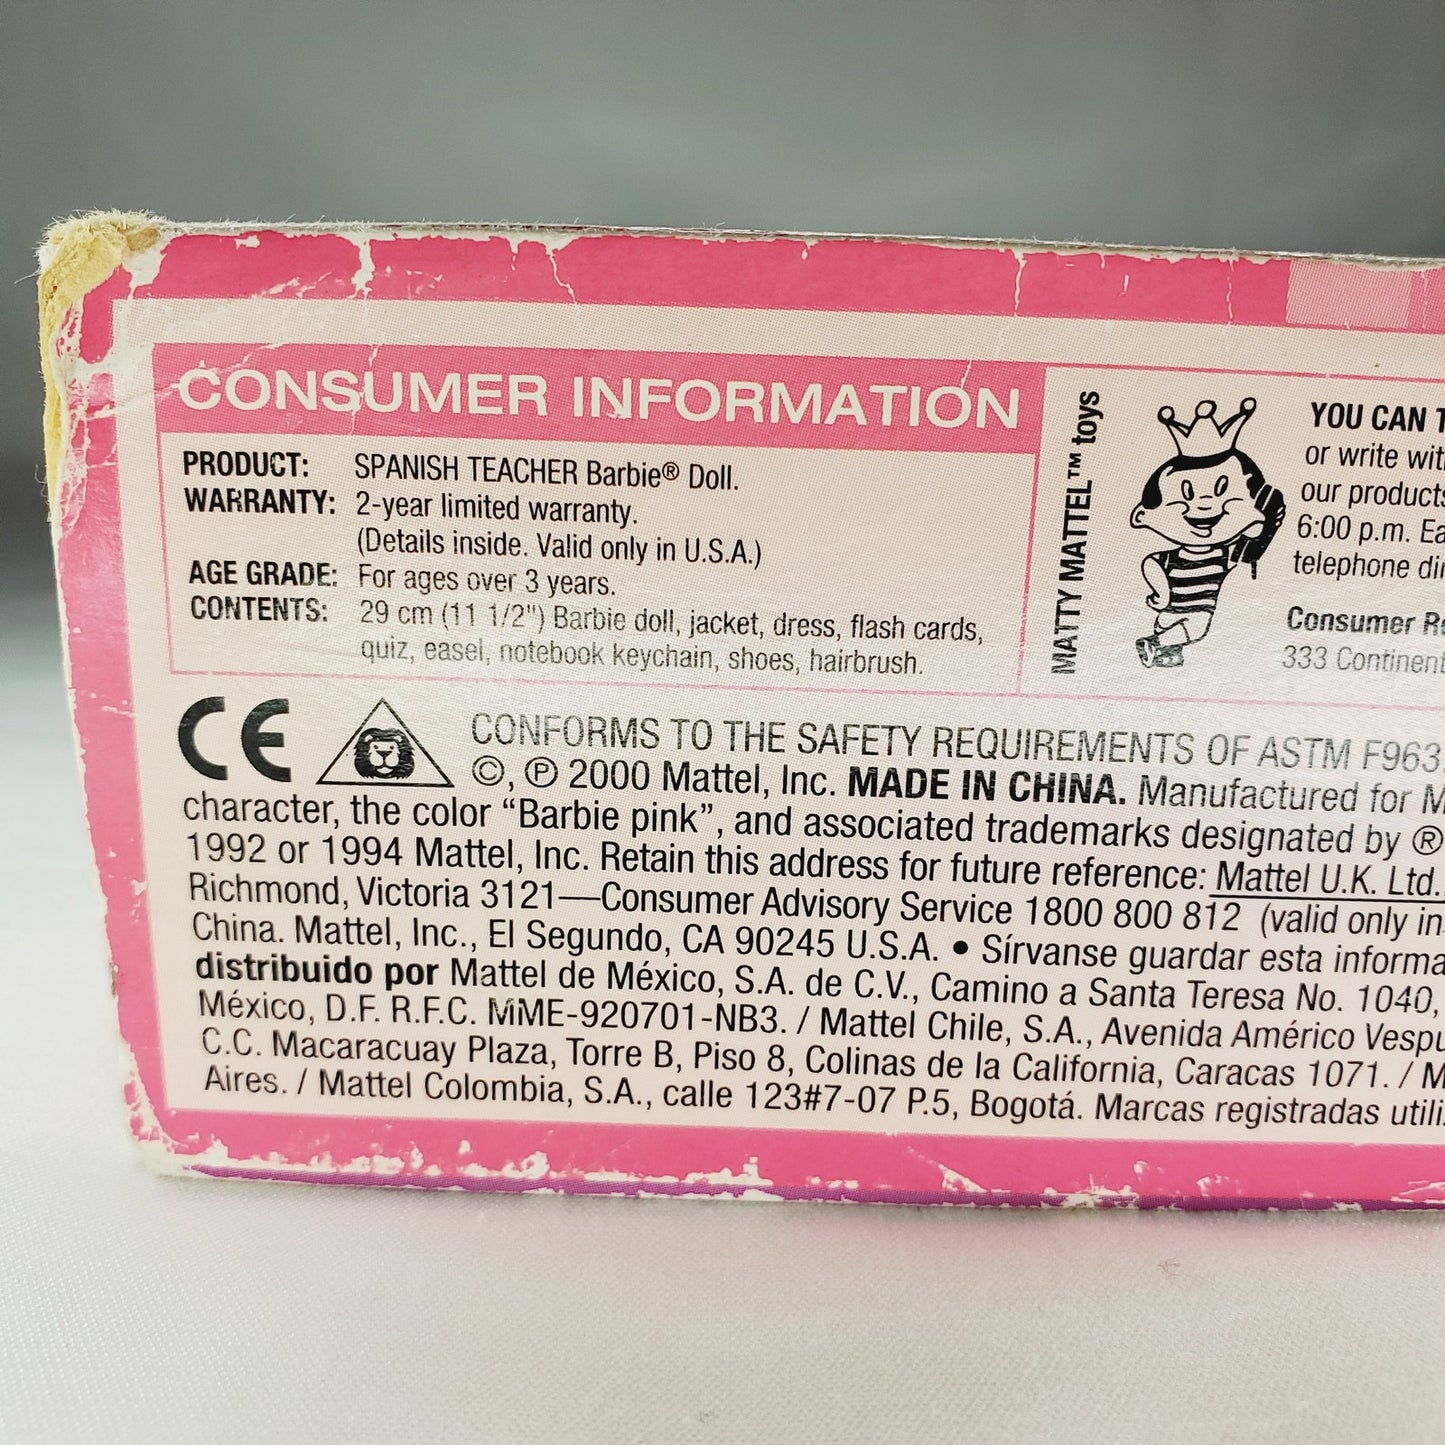 CONSUMER INFORMATION
PRODUCT: SPANISH TEACHER Barbie® Doll.
WARRANTY: 2-year limited warranty.
(Details inside. Valid only in U.S.A.)
AGE GRADE: For ages over 3 years.
CONTENTS: 29 cm (11 1/2") Barbie doll, jacket, dress, flash cards,
quiz, easel, notebook keychain, shoes, hairbrush.
MATTY MATTEL™ toys
YOU CAN
or write
our products
6:00 p.m.
telephone
Consumer
333
CE
CONFORMS TO THE SAFETY REQUIREMENTS OF ASTM F963
©, ℗ 2000 Mattel, Inc. MADE IN CHINA. Manufactured for
character, the color “Barbie pink”, and associated trademarks designated by ®
1992 or 1994 Mattel, Inc. Retain this address for future reference: Mattel U.K. Ltd.
Richmond, Victoria 3121—Consumer Advisory Service 1800 800 812 (valid only in
China. Mattel, Inc., El Segundo, CA 90245 U.S.A. • Sírvanse guardar esta
distribuido por Mattel de México, S.A. de C.V., Camino a Santa Teresa No. 1040,
México, D.F. R.F.C. MME-920701-NB3. / Mattel Chile, S.A., Avenida Américo
C.C. Macaracuay Plaza, Torre B, Piso 8, Colinas de la California, Caracas 1071. /
Aires. / Mattel Colombia, S.A., calle 123#7-07 P.5, Bogotá. Marcas registradas